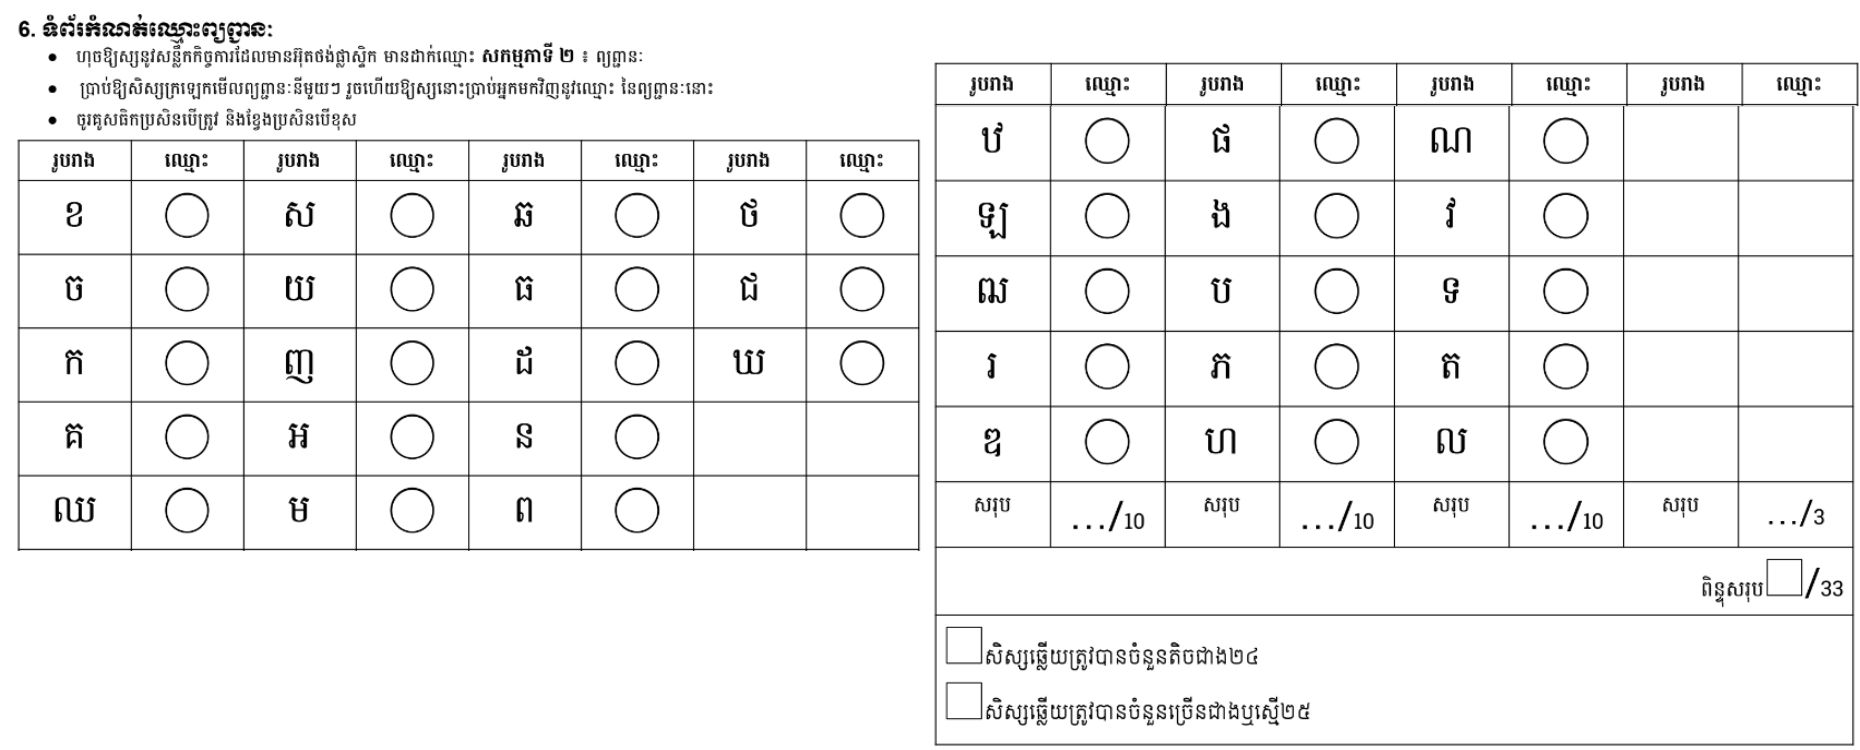 6. ទំព័រកំណត់ឈ្មោះព្យញ្ជនៈ
● ហុចឱ្យស្សនូវសន្លឹកកិច្ចការដែលមានអ៊ុតថង់ផ្លាស្ទិក មានដាក់ឈ្មោះ សកម្មភាទី ២ ៖ ព្យញ្ជនៈ
● ប្រាប់ឱ្យសិស្សក្រឡេកមើលព្យញ្ជនៈនីមួយៗ រួចហើយឱ្យស្សនោះប្រាប់អ្នកមកវិញនូវឈ្មោះ នៃព្យញ្ជនៈនោះ
● ចូរគូសធិកប្រសិនបើត្រូវ និងខ្វែងប្រសិនបើខុស
រូបរាង ឈ្មោះ រូបរាង ឈ្មោះ រូបរាង ឈ្មោះ រូបរាង ឈ្មោះ
ខ ស ឆ ថ
ច យ ធ ជ
ក ញ ដ ឃ
គ អ ន
ឈ ម ព
រូបរាង ឈ្មោះ រូបរាង ឈ្មោះ រូបរាង ឈ្មោះ រូបរាង ឈ្មោះ
ឋ ផ ណ
ឡ ង វ
ឍ ប ទ
រ ភ ត
ឌ ហ ល
សរុប .../10 សរុប .../10 សរុប .../10 សរុប .../3
ពិន្ទុសរុប /33
សិស្សឆ្លើយត្រូវបានចំនួនតិចជាង២៤
សិស្សឆ្លើយត្រូវបានចំនួនច្រើនជាងឬស្មើ២៥